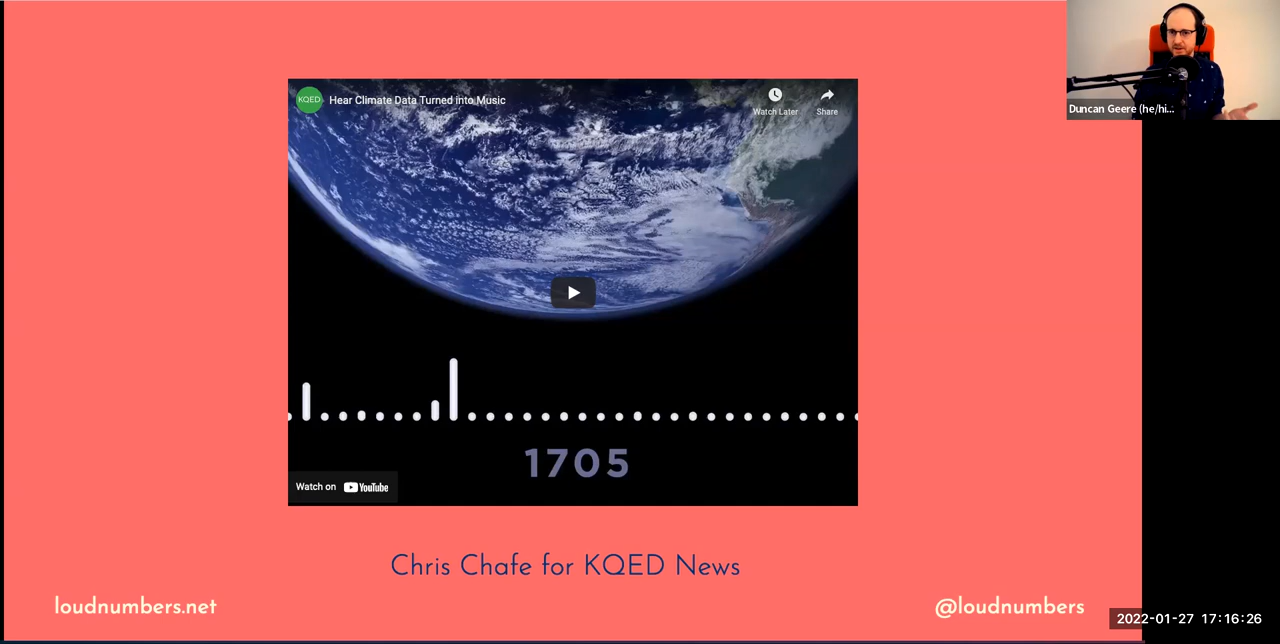 KQED
Hear Climate Data Turned into Music
Watch Later
Share
Duncan Geere (he/hi...
1705
Watch on YouTube
Chris Chafe for KQED News
loudnumbers.net
@loudnumbers
2022-01-27 17:16:26